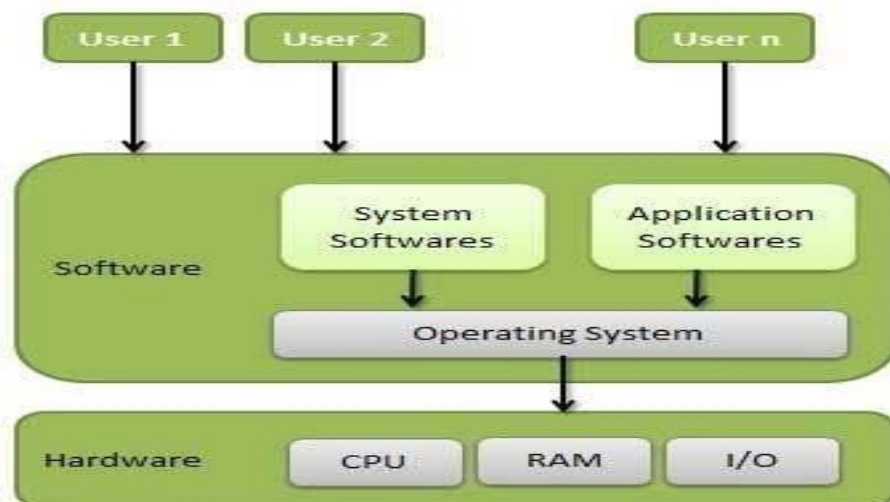 User 1
User 2
User n
System
Softwares
Application
Softwares
Software
Operating System
Hardware
CPU
RAM
I/O